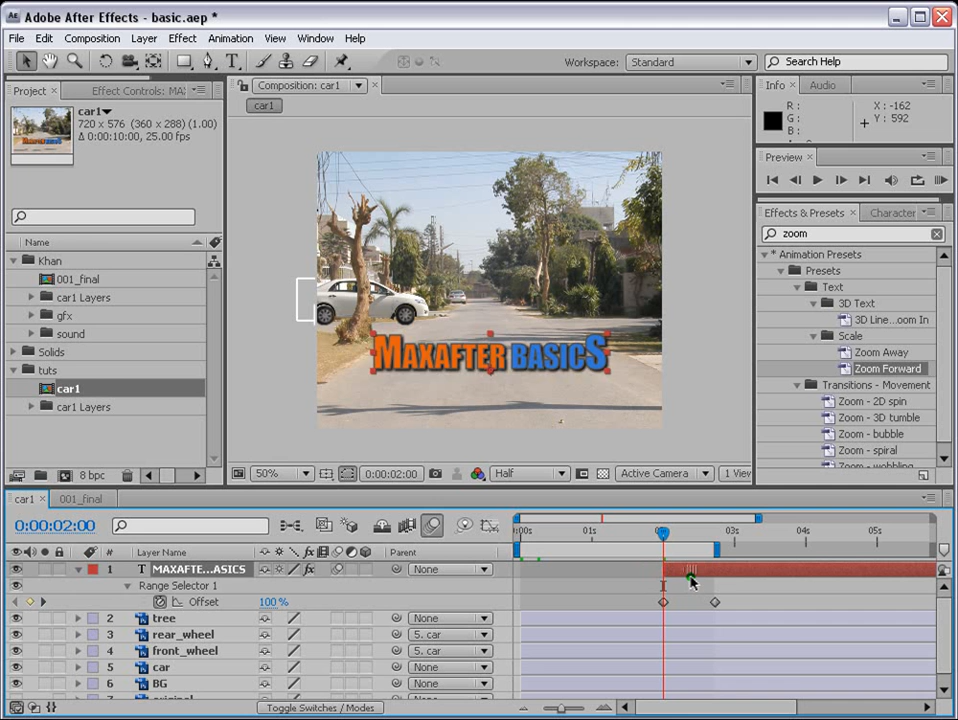 Adobe After Effects - basic.aep *
File Edit Composition Layer Effect Animation View Window Help
Workspace: Standard Search Help
Project Effect Controls: MA
car1
720 x 576 (360 x 288) (1.00)
Δ 0:00:10:00, 25.00 fps
Name
Khan
001_final
car1 Layers
gfx
sound
Solids
tuts
car1
car1 Layers
8 bpc
Composition: car1
car1
MAXAFTER BASICS
50% 0:00:02:00 Half Active Camera 1 View
Info Audio
R :
G :
B :
X : -162
Y : 592
Preview
Effects & Presets Character
zoom
* Animation Presets
Presets
Text
3D Text
3D Line...oom In
Scale
Zoom Away
Zoom Forward
Transitions - Movement
Zoom - 2D spin
Zoom - 3D tumble
Zoom - bubble
Zoom - spiral
Zoom - wobbling
car1 001_final
0:00:02:00
:00s 01s 03s 04s 05s
# Layer Name Parent
1 T MAXAFTE...ASICS None
Range Selector 1
Offset 100 %
2 tree None
3 rear_wheel 5. car
4 front_wheel 5. car
5 car None
6 BG None
Toggle Switches / Modes